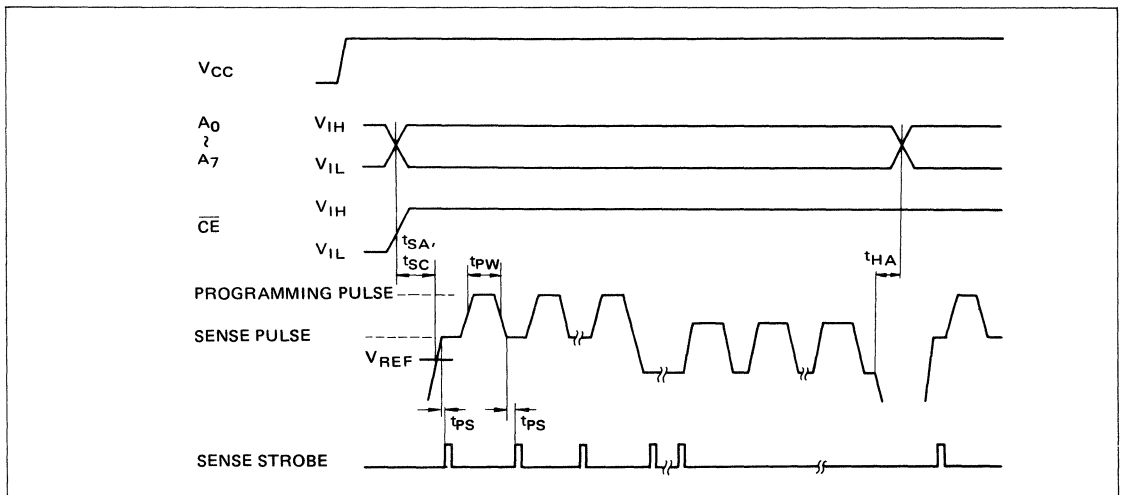 VCC
A0 VIH
≀
A7 VIL
CE VIH
VIL
tSA,
tSC tPW tHA
PROGRAMMING PULSE
SENSE PULSE
VREF
tPS tPS
SENSE STROBE